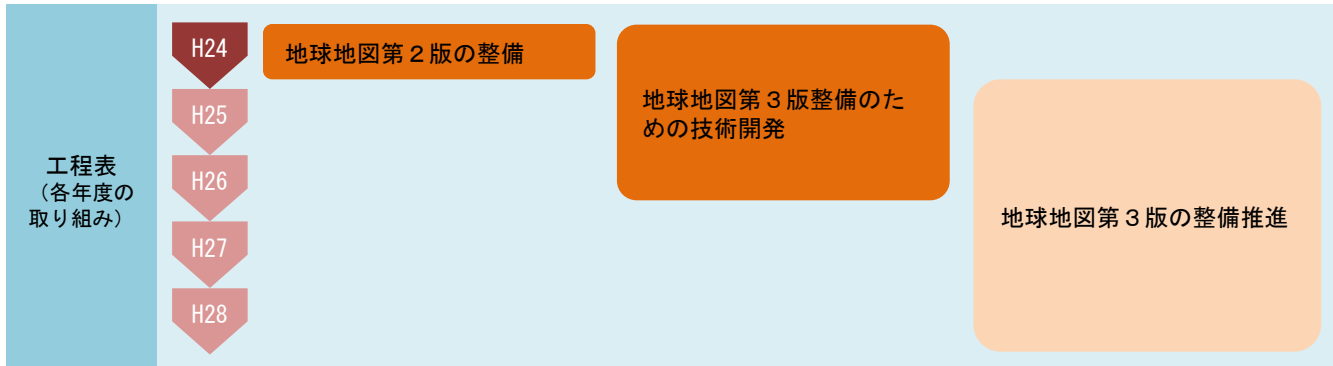 工程表
（各年度の
取り組み）
H24
H25
H26
H27
H28
地球地図第２版の整備
地球地図第３版整備のた
めの技術開発
地球地図第３版の整備推進